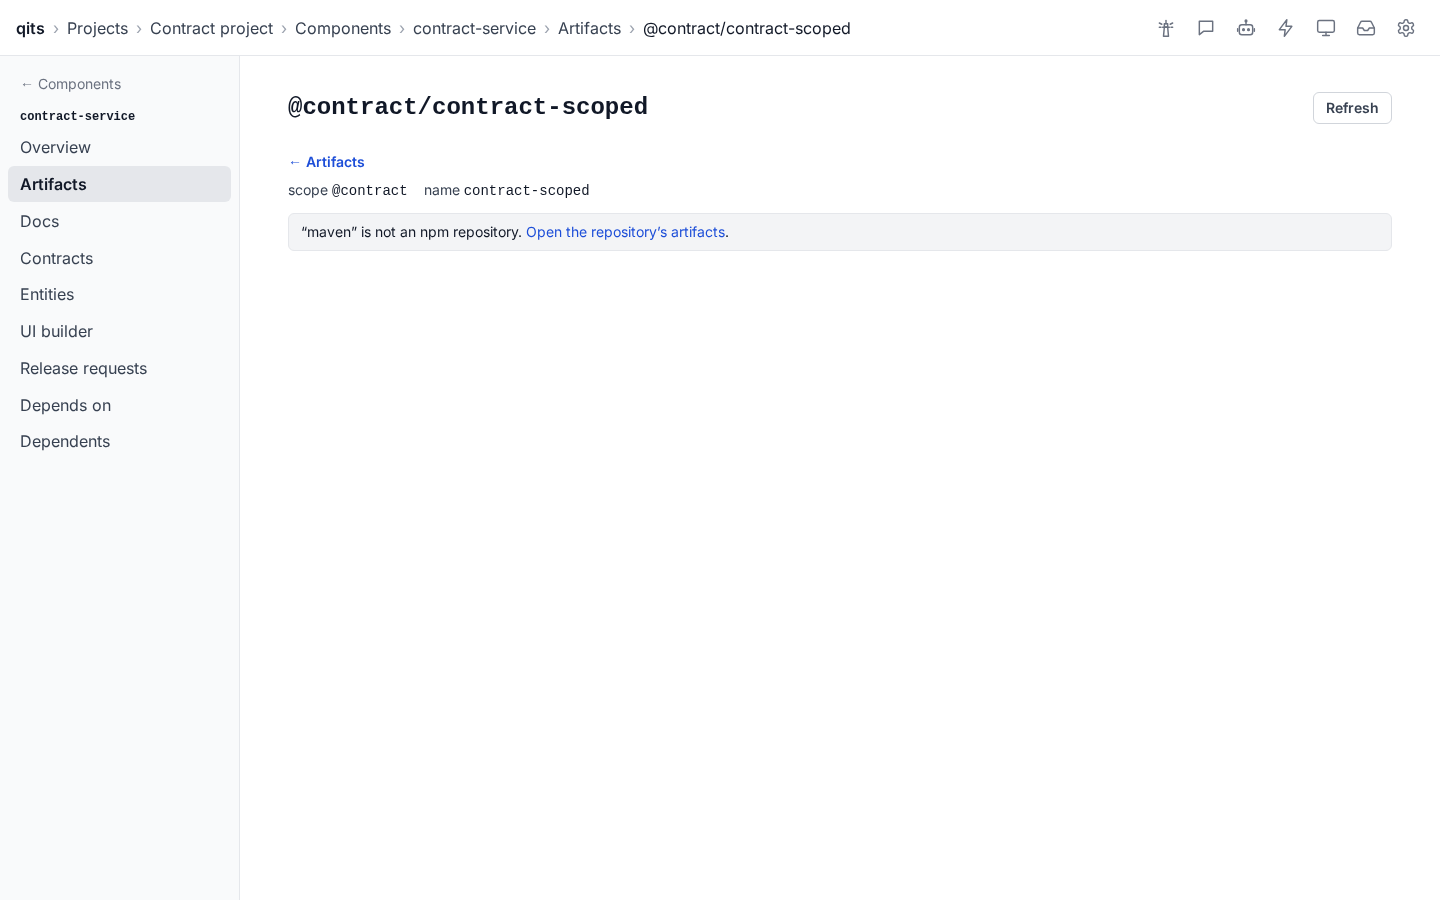 qits › Projects › Contract project › Components › contract-service › Artifacts › @contract/contract-scoped
← Components
contract-service
Overview
Artifacts
Docs
Contracts
Entities
UI builder
Release requests
Depends on
Dependents
@contract/contract-scoped
Refresh
← Artifacts
scope @contract name contract-scoped
“maven” is not an npm repository. Open the repository’s artifacts.